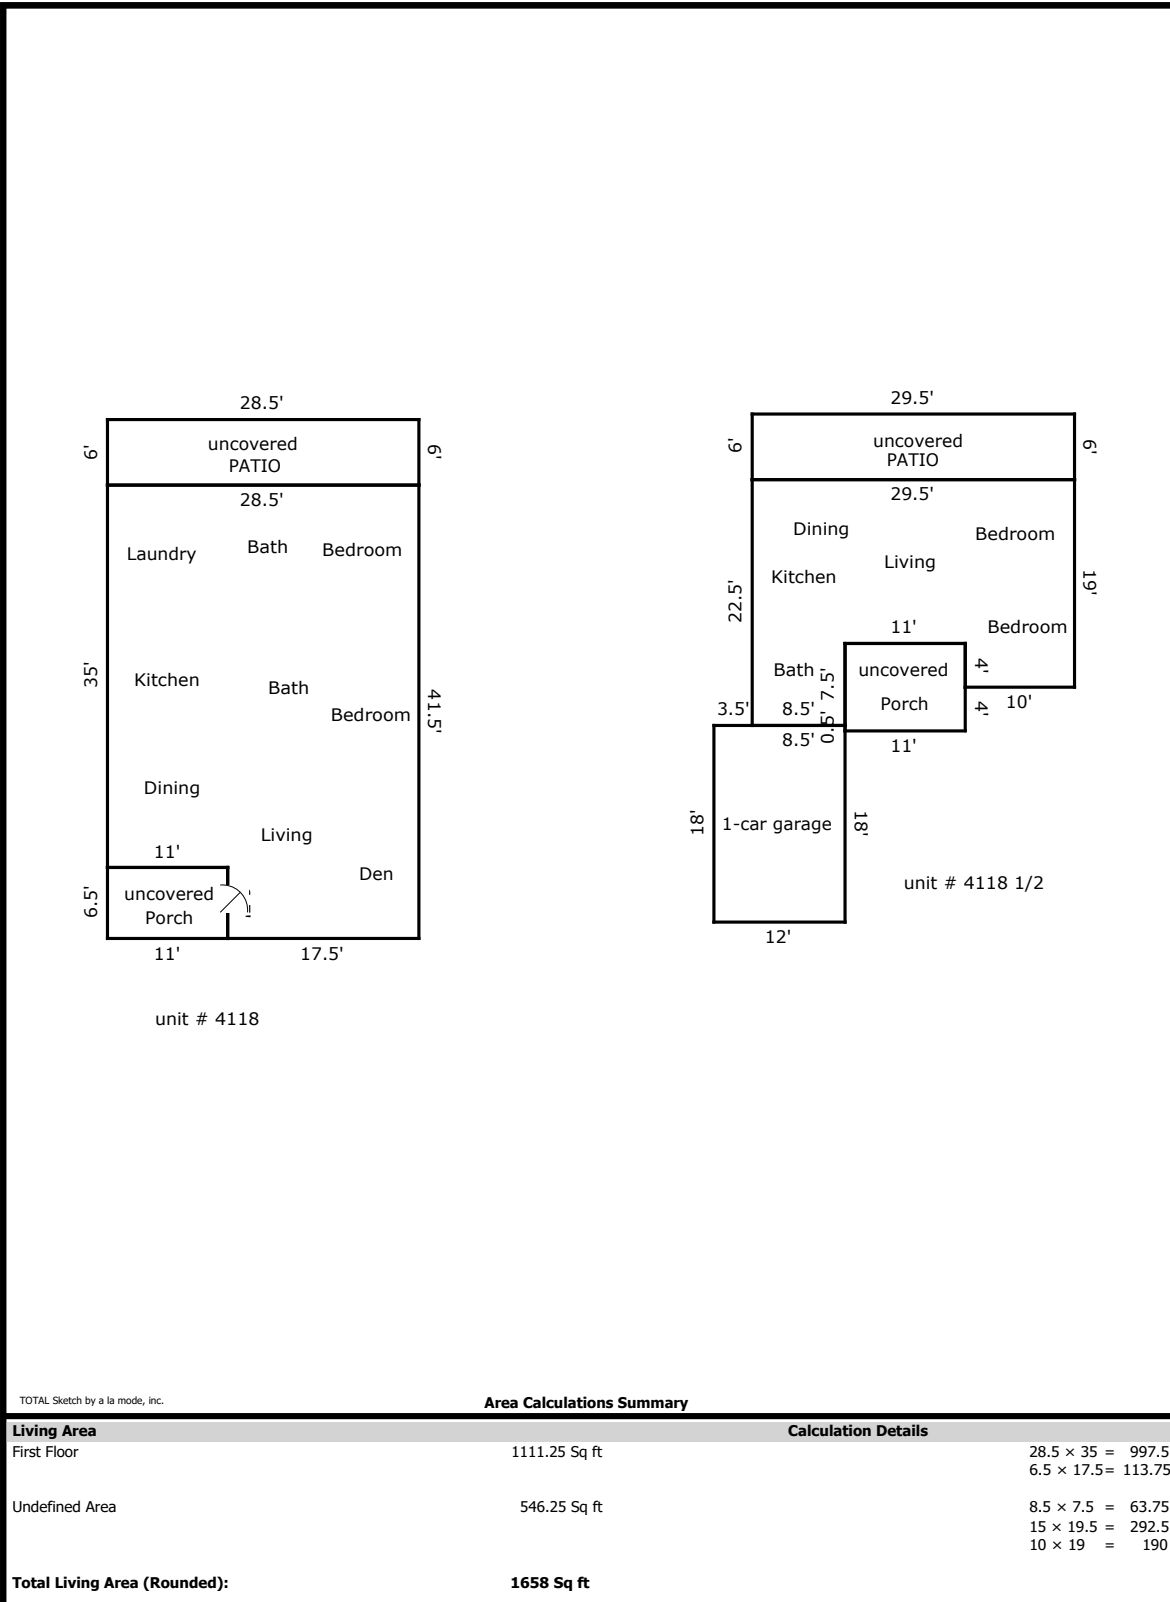 28.5'
6'
uncovered
PATIO
6'
28.5'
Laundry
Bath
Bedroom
35'
Kitchen
Bath
Bedroom
41.5'
Dining
Living
Den
11'
6.5'
uncovered
Porch
11'
17.5'
unit # 4118
29.5'
6'
uncovered
PATIO
6'
29.5'
Dining
Bedroom
Living
Kitchen
22.5'
19'
11'
Bedroom
Bath
7.5'
uncovered
Porch
4'
4'
10'
3.5'
8.5'
0.5'
8.5'
11'
18'
1-car garage
18'
12'
unit # 4118 1/2
TOTAL Sketch by a la mode, inc.
Area Calculations Summary
Living Area Calculation Details
First Floor 1111.25 Sq ft 28.5 × 35 = 997.5
6.5 × 17.5= 113.75
Undefined Area 546.25 Sq ft 8.5 × 7.5 = 63.75
15 × 19.5 = 292.5
10 × 19 = 190
Total Living Area (Rounded): 1658 Sq ft